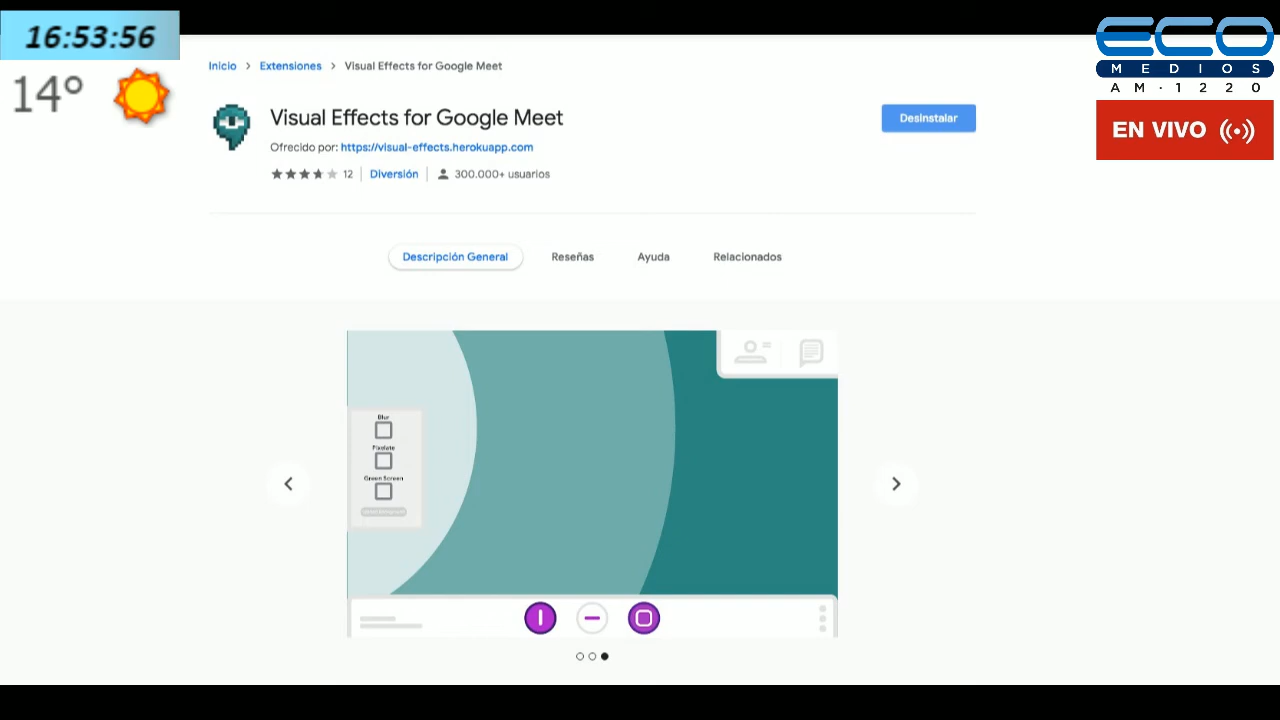 16:53:56
14°
ECO
MEDIOS
AM·1220
EN VIVO
Inicio > Extensiones > Visual Effects for Google Meet
Visual Effects for Google Meet
Desinstalar
Ofrecido por: https://visual-effects.herokuapp.com
12 | Diversión | 300.000+ usuarios
Descripción General Reseñas Ayuda Relacionados
Blur
Pixelate
Green Screen